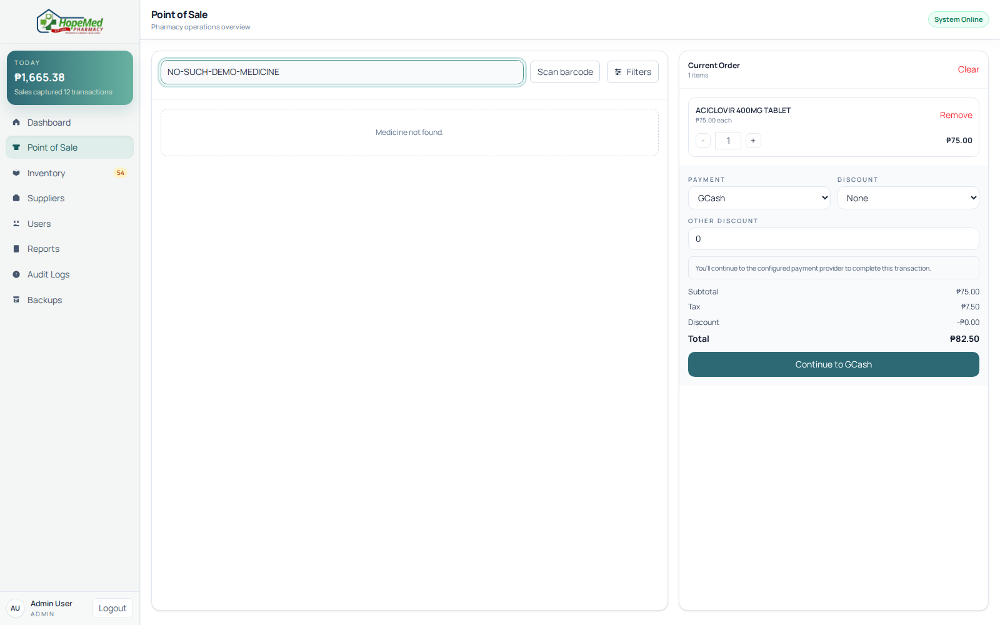 HopeMed
PHARMACY
TODAY
₱1,665.38
Sales captured 12 transactions
Dashboard
Point of Sale
Inventory
54
Suppliers
Users
Reports
Audit Logs
Backups
AU
Admin User
ADMIN
Logout
Point of Sale
Pharmacy operations overview
System Online
NO-SUCH-DEMO-MEDICINE
Scan barcode
Filters
Medicine not found.
Current Order
1 items
Clear
ACICLOVIR 400MG TABLET
₱75.00 each
Remove
- 1 +
₱75.00
PAYMENT
DISCOUNT
GCash
None
OTHER DISCOUNT
0
You'll continue to the configured payment provider to complete this transaction.
Subtotal ₱75.00
Tax ₱7.50
Discount -₱0.00
Total ₱82.50
Continue to GCash